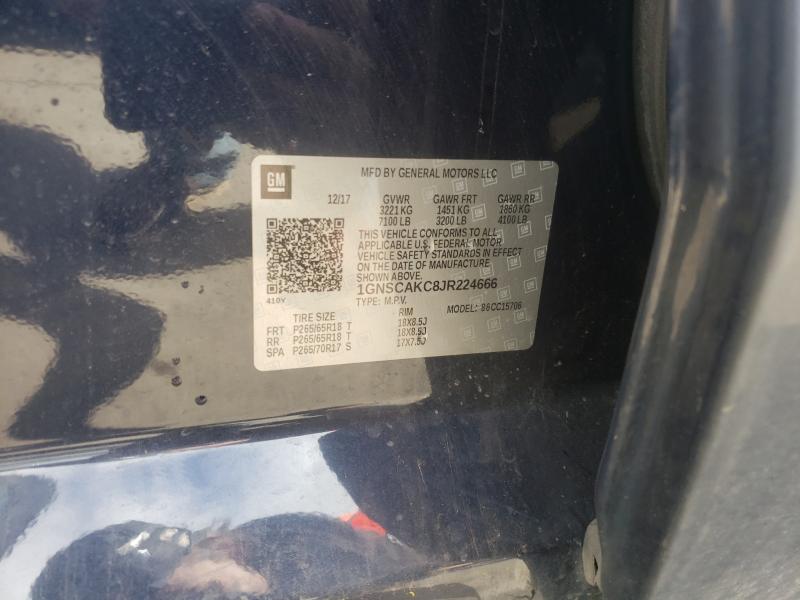 GM
MFD BY GENERAL MOTORS LLC
12/17 GVWR GAWR FRT GAWR RR
3221 KG 1451 KG 1860 KG
7100 LB 3200 LB 4100 LB
THIS VEHICLE CONFORMS TO ALL
APPLICABLE U.S. FEDERAL MOTOR
VEHICLE SAFETY STANDARDS IN EFFECT
ON THE DATE OF MANUFACTURE
SHOWN ABOVE.
1GNSCAKC8JR224666
410Y
TYPE: M.P.V. MODEL: 86CC15706
TIRE SIZE RIM
FRT P265/65R18 T 18X8.5J
RR P265/65R18 T 18X8.5J
SPA P265/70R17 S 17X7.5J